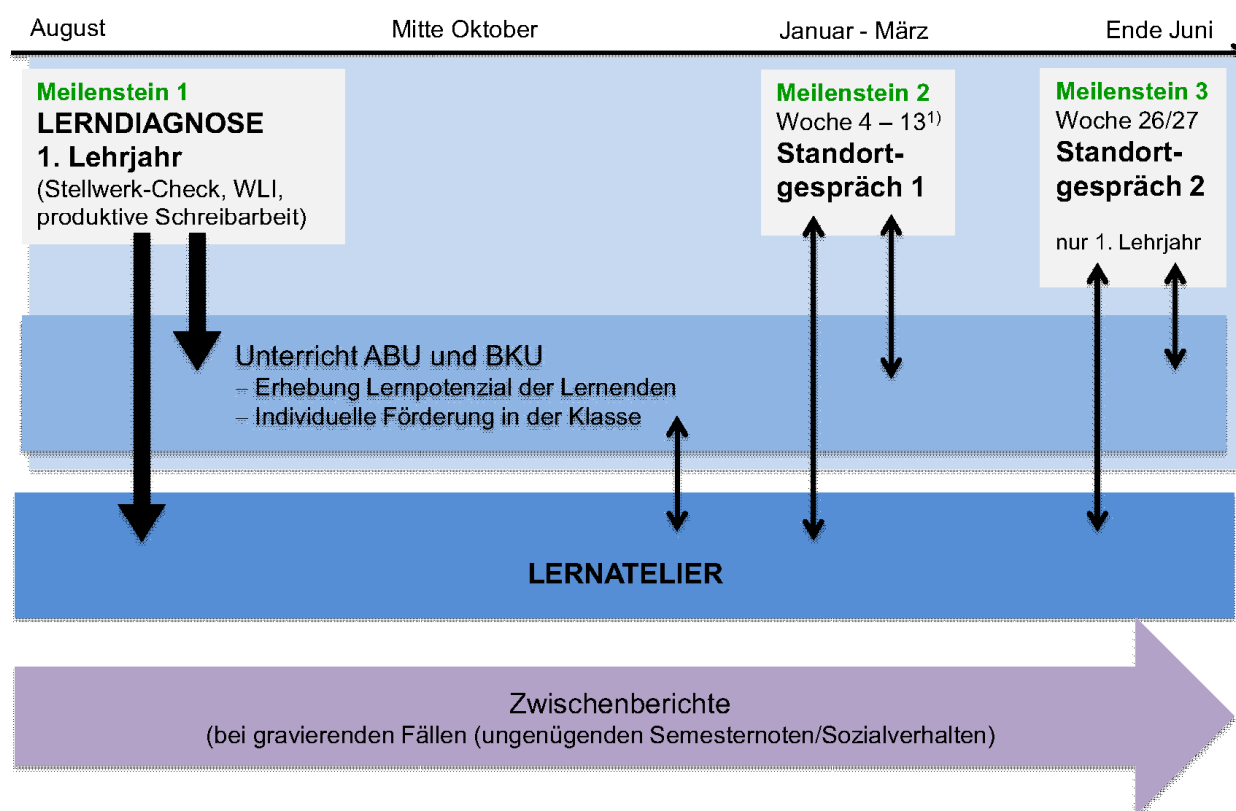 August Mitte Oktober Januar - März Ende Juni
Meilenstein 1
LERNDIAGNOSE
1. Lehrjahr
(Stellwerk-Check, WLI,
produktive Schreibarbeit)
Meilenstein 2
Woche 4 – 13¹⁾
Standort-
gespräch 1
Meilenstein 3
Woche 26/27
Standort-
gespräch 2
nur 1. Lehrjahr
Unterricht ABU und BKU
– Erhebung Lernpotenzial der Lernenden
– Individuelle Förderung in der Klasse
LERNATELIER
Zwischenberichte
(bei gravierenden Fällen (ungenügenden Semesternoten/Sozialverhalten)